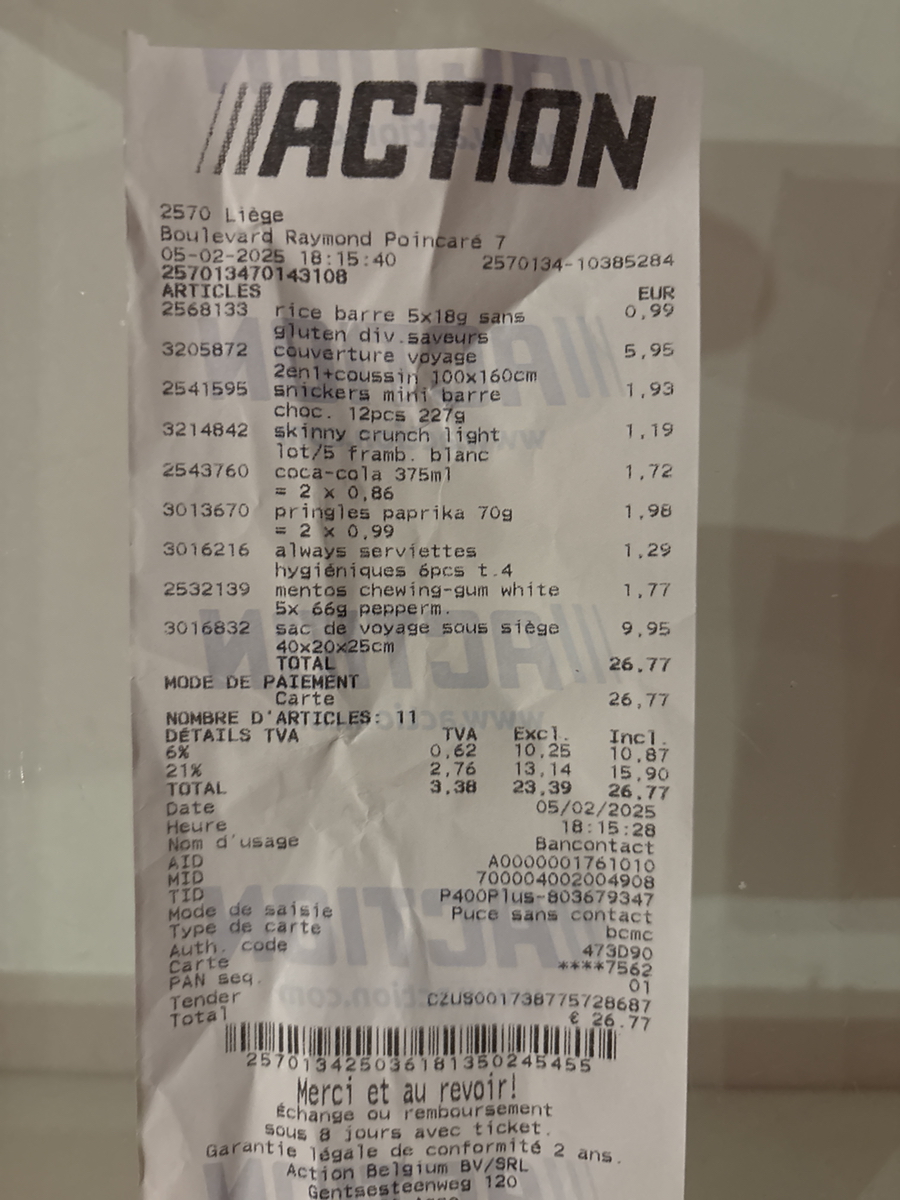 ACTION
2570 Liège
Boulevard Raymond Poincaré 7
05-02-2025 18:15:40 2570134-10385284
257013470143108
ARTICLES EUR
2568133 rice barre 5x18g sans 0,99
gluten div.saveurs
3205872 couverture voyage 5,95
2en1+coussin 100x160cm
2541595 snickers mini barre 1,93
choc. 12pcs 227g
3214842 skinny crunch light 1,19
lot/5 framb. blanc
2543760 coca-cola 375ml 1,72
= 2 x 0,86
3013670 pringles paprika 70g 1,98
= 2 x 0,99
3016216 always serviettes 1,29
hygiéniques 6pcs t.4
2532139 mentos chewing-gum white 1,77
5x 66g pepperm.
3016832 sac de voyage sous siège 9,95
40x20x25cm
TOTAL 26,77
MODE DE PAIEMENT
Carte 26,77
NOMBRE D'ARTICLES: 11
DÉTAILS TVA TVA Excl. Incl.
6% 0,62 10,25 10,87
21% 2,76 13,14 15,90
TOTAL 3,38 23,39 26,77
Date 05/02/2025
Heure 18:15:28
Nom d'usage Bancontact
AID A0000001761010
MID 700004002004908
TID P400Plus-803679347
Mode de saisie Puce sans contact
Type de carte bcmc
Auth. code 473D90
Carte ****7562
PAN seq. 01
Tender CZUS001738775728687
Total € 26,77
257013425036181350245455
Merci et au revoir!
Échange ou remboursement
sous 8 jours avec ticket.
Garantie légale de conformité 2 ans.
Action Belgium BV/SRL
Gentsesteenweg 120